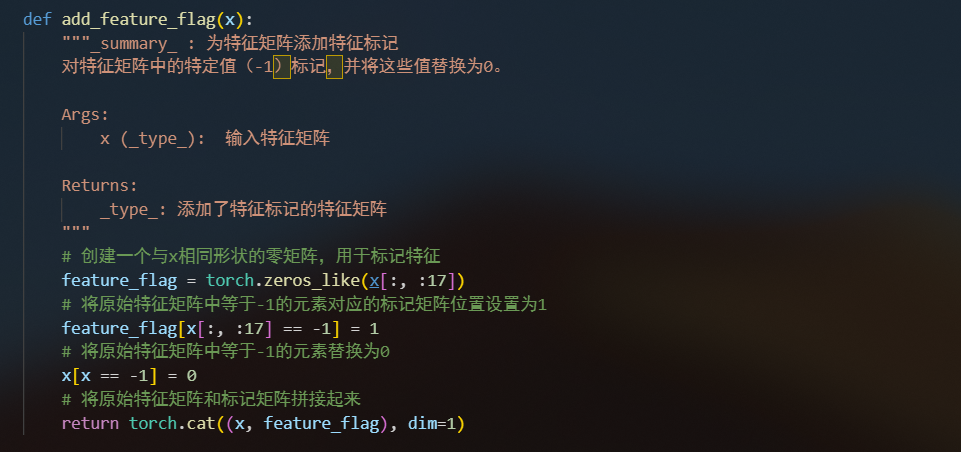 def add_feature_flag(x):
"""_summary_ : 为特征矩阵添加特征标记
对特征矩阵中的特定值（-1）标记，并将这些值替换为0。
Args:
x (_type_): 输入特征矩阵
Returns:
_type_: 添加了特征标记的特征矩阵
"""
# 创建一个与x相同形状的零矩阵，用于标记特征
feature_flag = torch.zeros_like(x[:, :17])
# 将原始特征矩阵中等于-1的元素对应的标记矩阵位置设置为1
feature_flag[x[:, :17] == -1] = 1
# 将原始特征矩阵中等于-1的元素替换为0
x[x == -1] = 0
# 将原始特征矩阵和标记矩阵拼接起来
return torch.cat((x, feature_flag), dim=1)